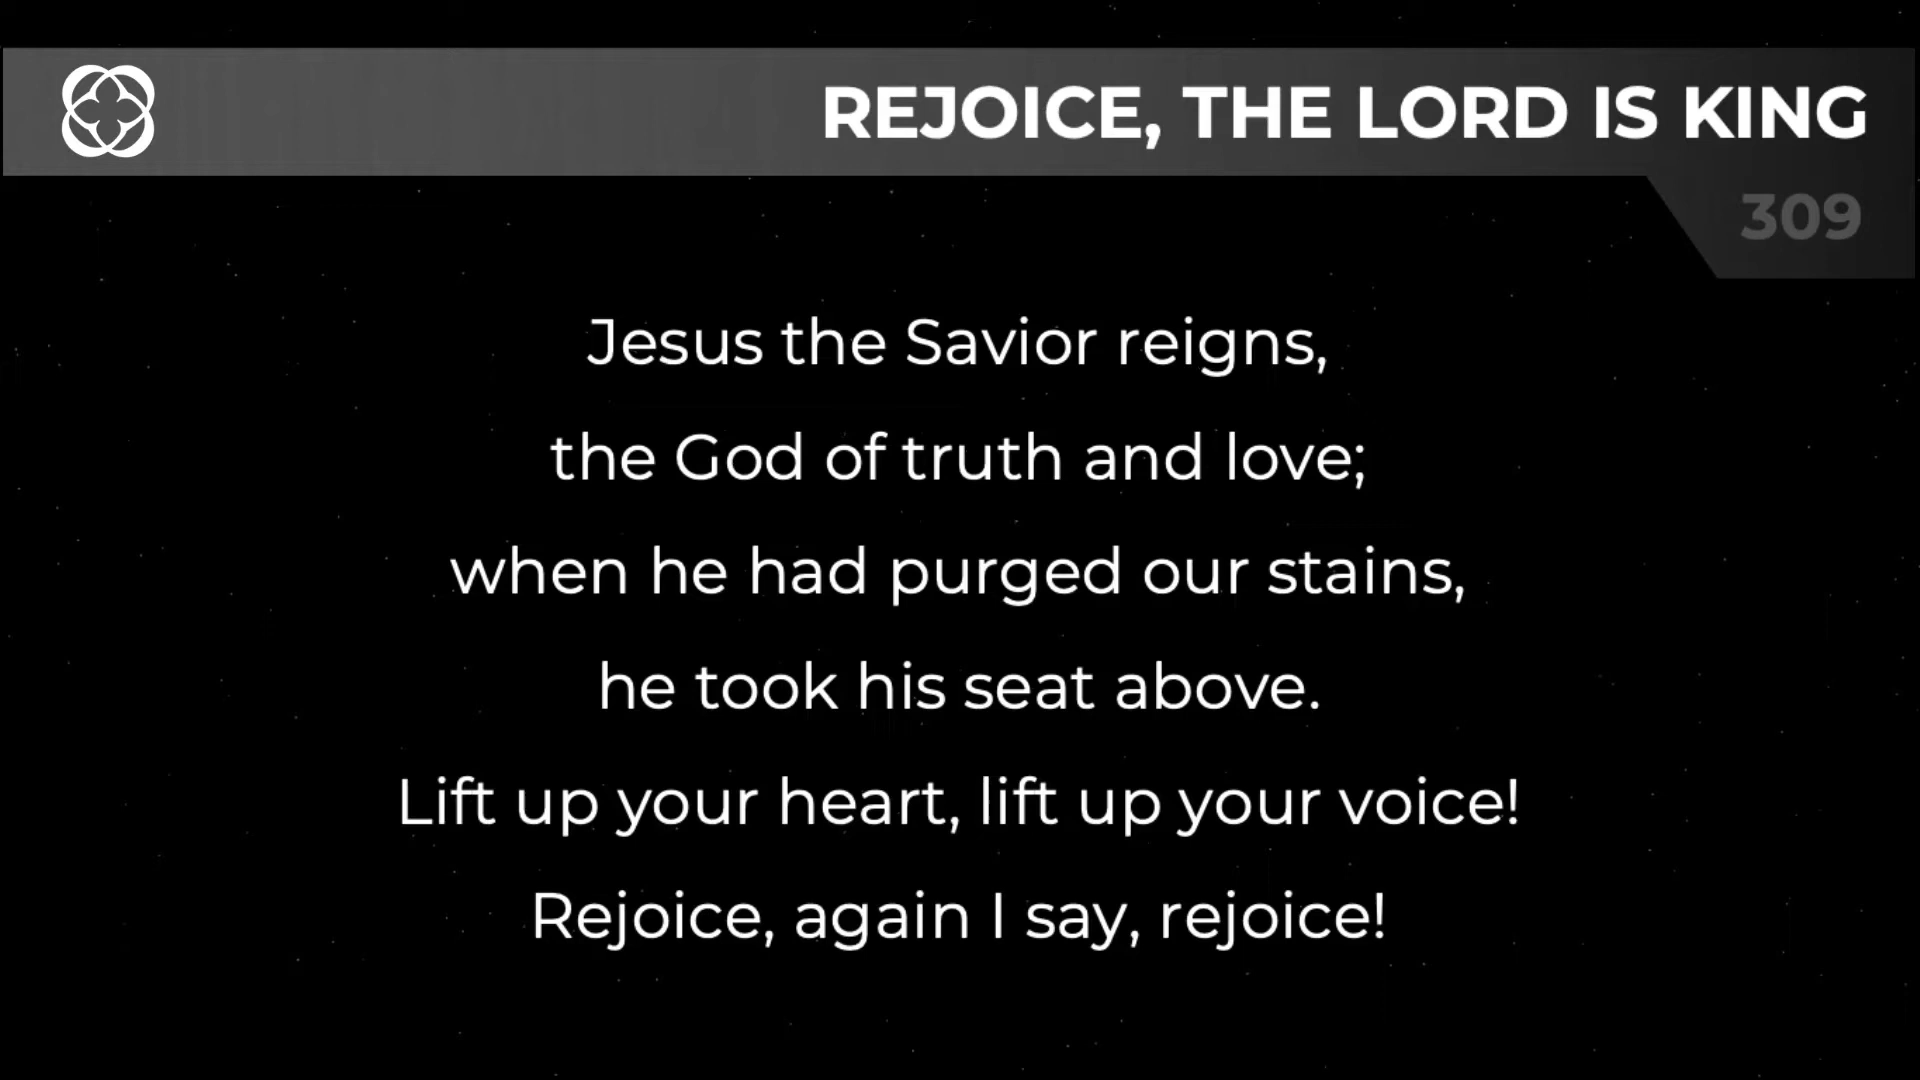 REJOICE, THE LORD IS KING
309
Jesus the Savior reigns,
the God of truth and love;
when he had purged our stains,
he took his seat above.
Lift up your heart, lift up your voice!
Rejoice, again I say, rejoice!